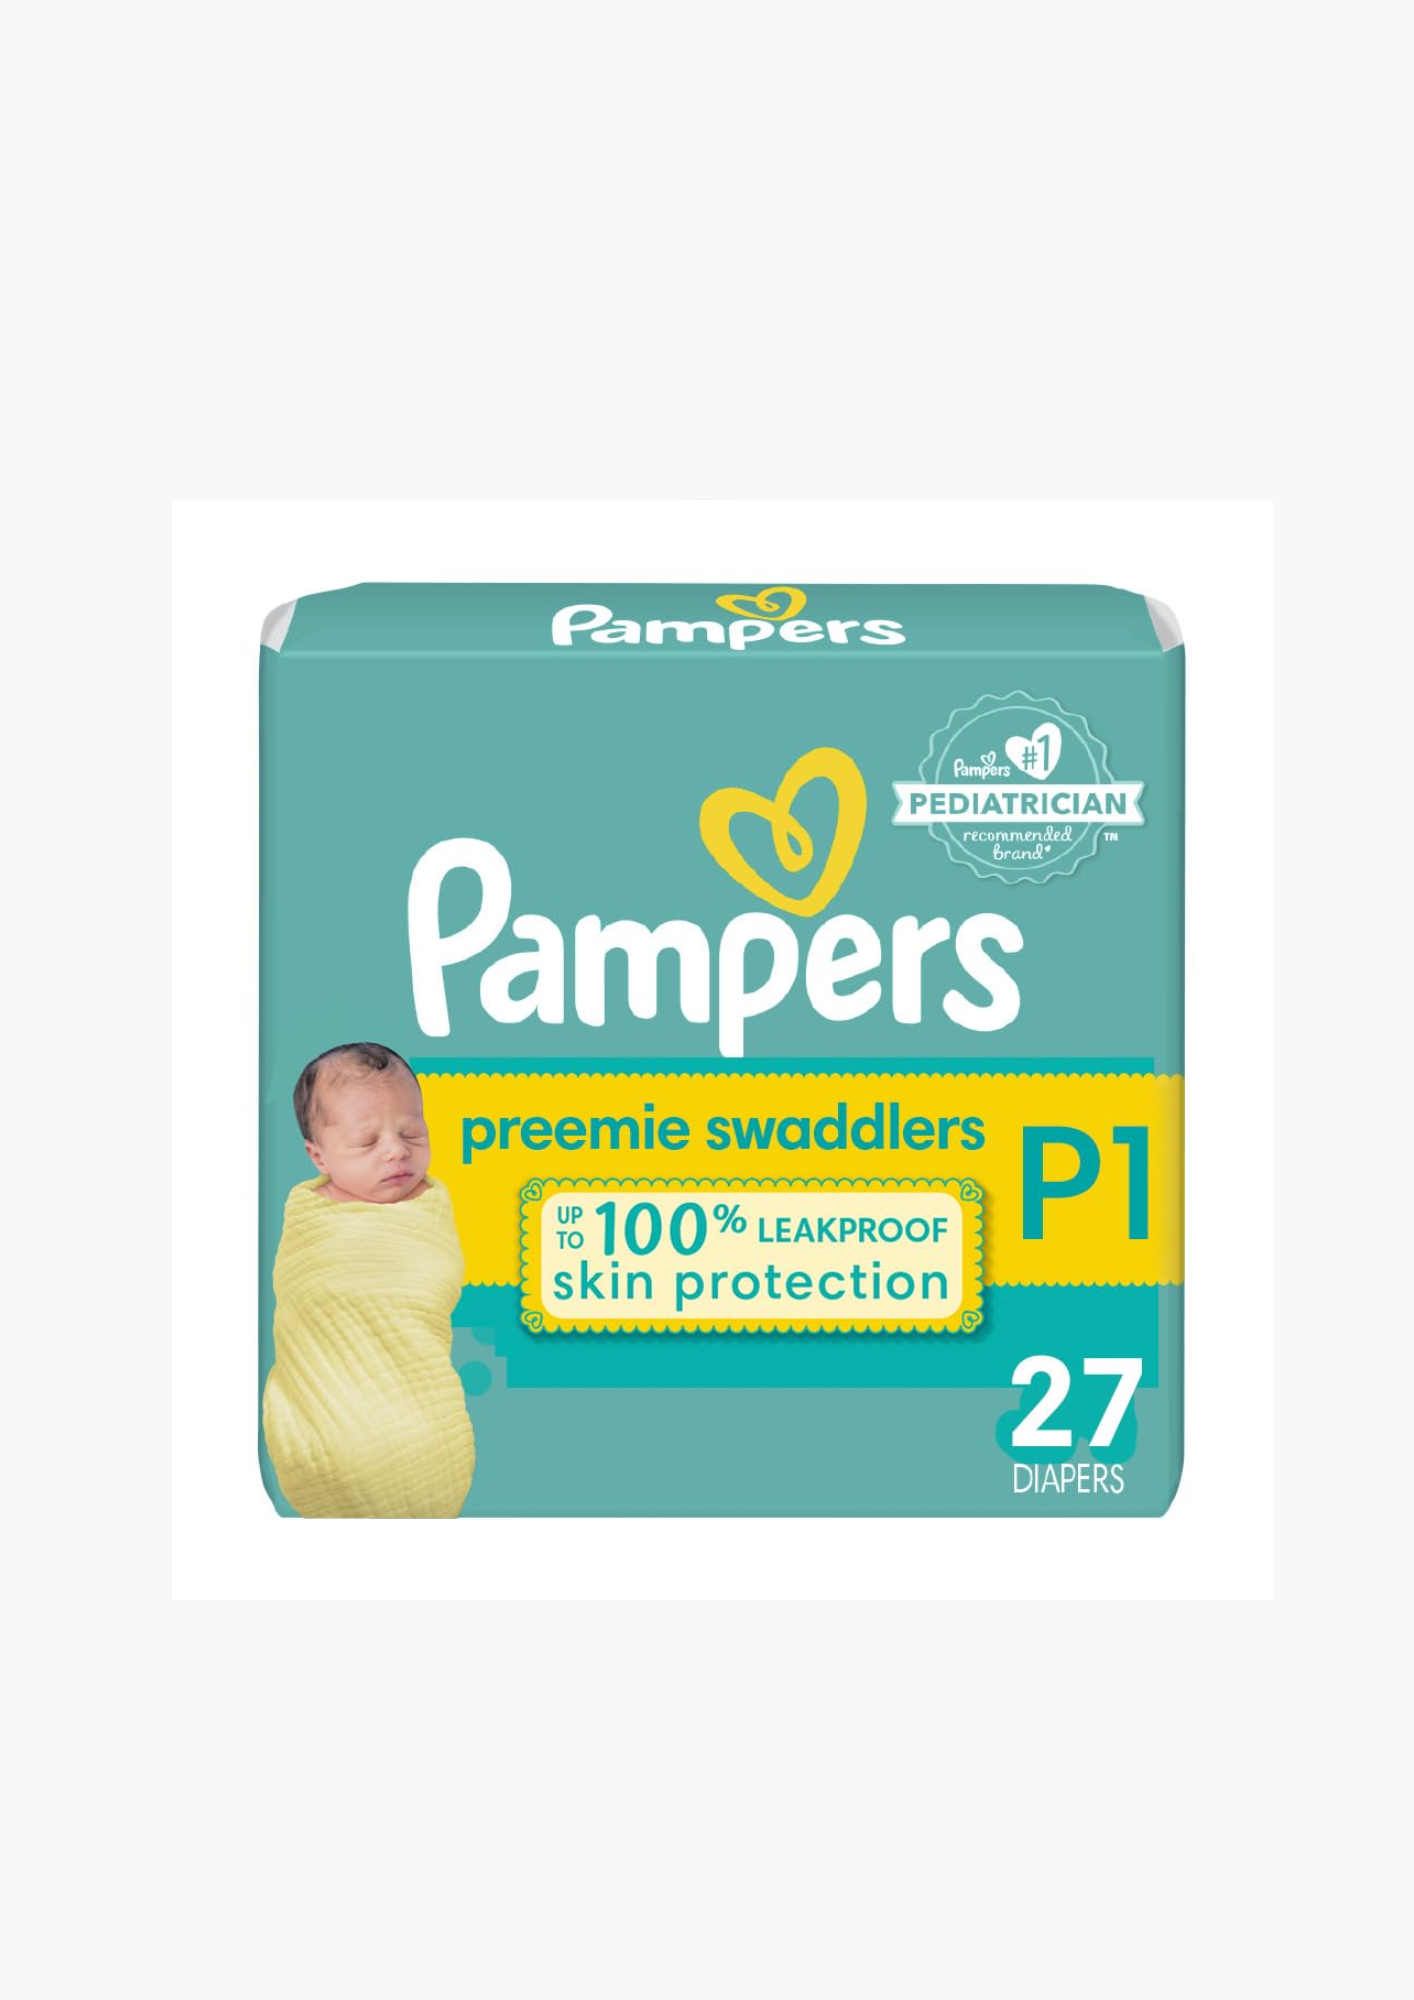 Pampers
Pampers #1
PEDIATRICIAN
recommended ™
brand*
Pampers
preemie swaddlers P1
UP TO 100% LEAKPROOF
skin protection
27
DIAPERS